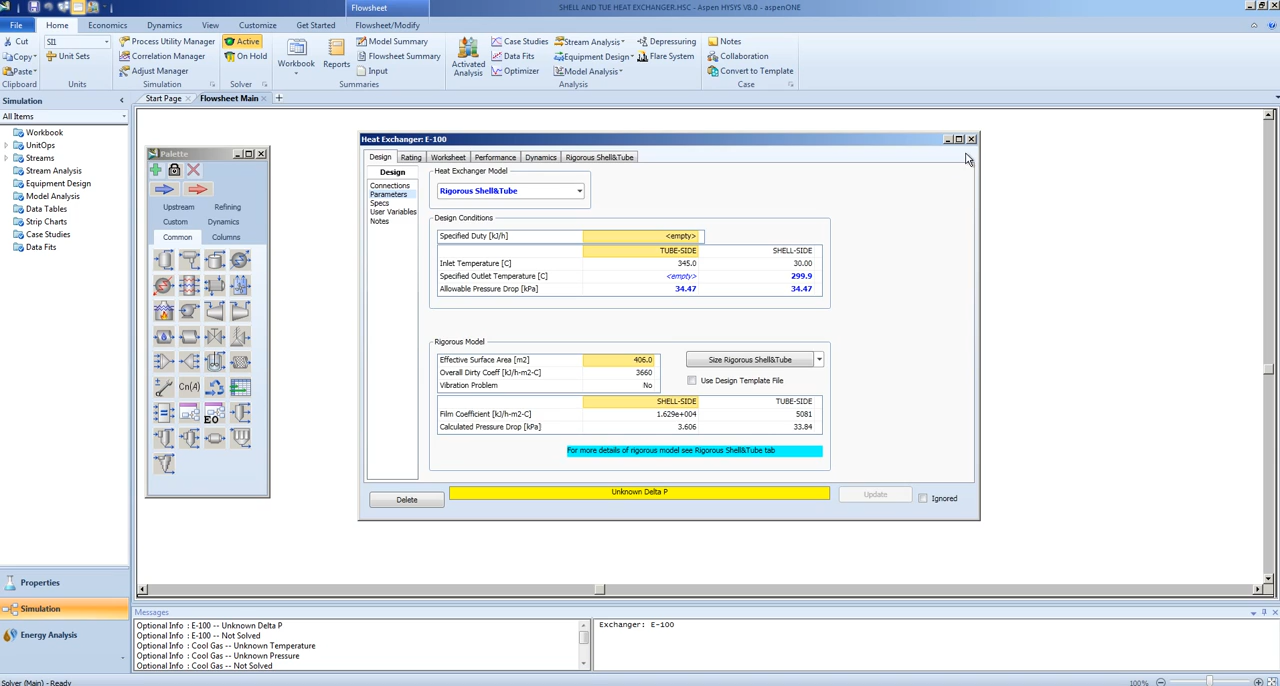 Flowsheet
SHELL AND TUE HEAT EXCHANGER.HSC - Aspen HYSYS V8.0 - aspenONE
File Home Economics Dynamics View Customize Get Started Flowsheet/Modify
Cut SI1 Process Utility Manager Active Model Summary Case Studies Stream Analysis Depressuring Notes
Copy Unit Sets Correlation Manager On Hold Workbook Reports Flowsheet Summary Activated Analysis Data Fits Equipment Design Flare System Collaboration
Paste Adjust Manager Input Optimizer Model Analysis Convert to Template
Clipboard Units Simulation Solver Summaries Analysis Case
Simulation
Start Page Flowsheet Main
All Items
Workbook
UnitOps
Streams
Stream Analysis
Equipment Design
Model Analysis
Data Tables
Strip Charts
Case Studies
Data Fits
Properties
Simulation
Energy Analysis
Palette
Upstream Refining
Custom Dynamics
Common Columns
Cn(A)
EO
Heat Exchanger: E-100
Design Rating Worksheet Performance Dynamics Rigorous Shell&Tube
Design
Connections
Parameters
Specs
User Variables
Notes
Heat Exchanger Model
Rigorous Shell&Tube
Design Conditions
Specified Duty [kJ/h] <empty>
TUBE-SIDE SHELL-SIDE
Inlet Temperature [C] 345.0 30.00
Specified Outlet Temperature [C] <empty> 299.9
Allowable Pressure Drop [kPa] 34.47 34.47
Rigorous Model
Effective Surface Area [m2] 406.0
Overall Dirty Coeff [kJ/h-m2-C] 3660
Vibration Problem No
Size Rigorous Shell&Tube
Use Design Template File
SHELL-SIDE TUBE-SIDE
Film Coefficient [kJ/h-m2-C] 1.629e+004 5081
Calculated Pressure Drop [kPa] 3.606 33.84
For more details of rigorous model see Rigorous Shell&Tube tab
Delete Unknown Delta P Update Ignored
Messages
Optional Info : E-100 -- Unknown Delta P
Optional Info : E-100 -- Not Solved
Optional Info : Cool Gas -- Unknown Temperature
Optional Info : Cool Gas -- Unknown Pressure
Optional Info : Cool Gas -- Not Solved
Exchanger: E-100
Solver (Main) - Ready
100%